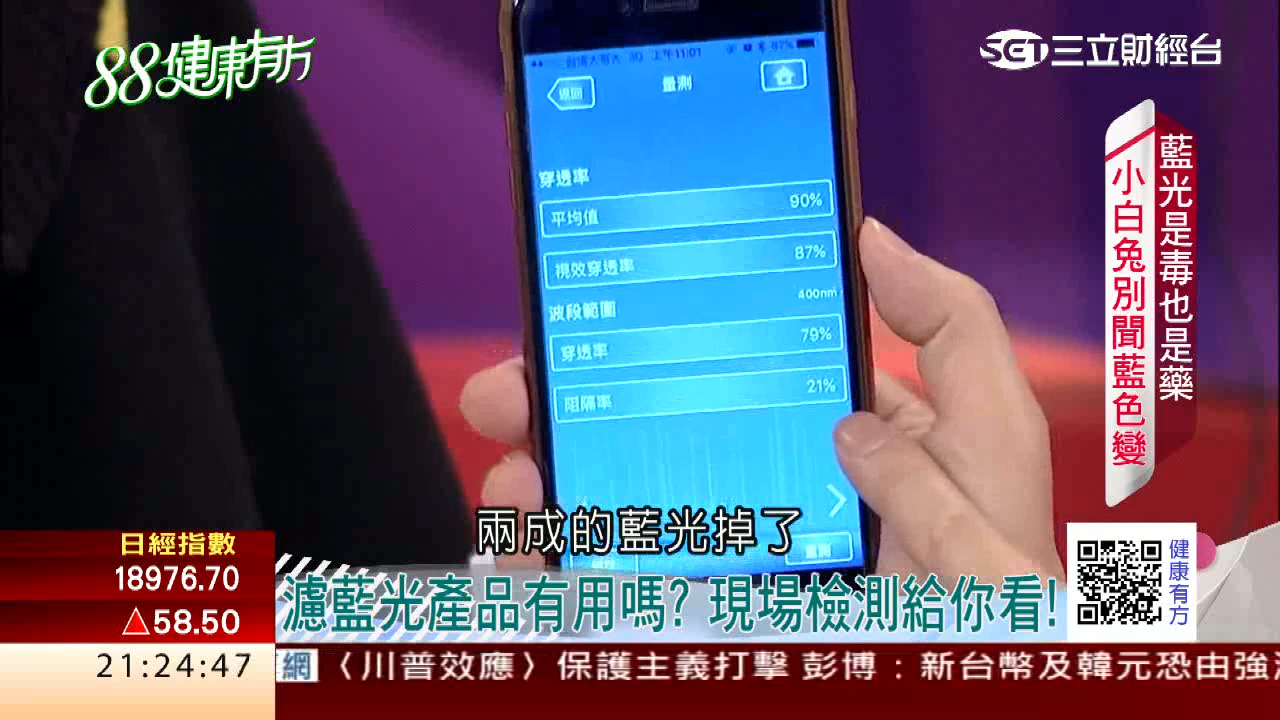 88健康有方
SET三立財經台
上午11:01
87%
返回
量測
穿透率
平均值 90%
視效穿透率 87%
波段範圍 400nm
穿透率 79%
阻隔率 21%
重測
藍光是毒也是藥
小白兔別聞藍色變
兩成的藍光掉了
濾藍光產品有用嗎? 現場檢測給你看!
健康有方
日經指數
18976.70
△58.50
21:24:47
網 〈川普效應〉保護主義打擊 彭博：新台幣及韓元恐由強